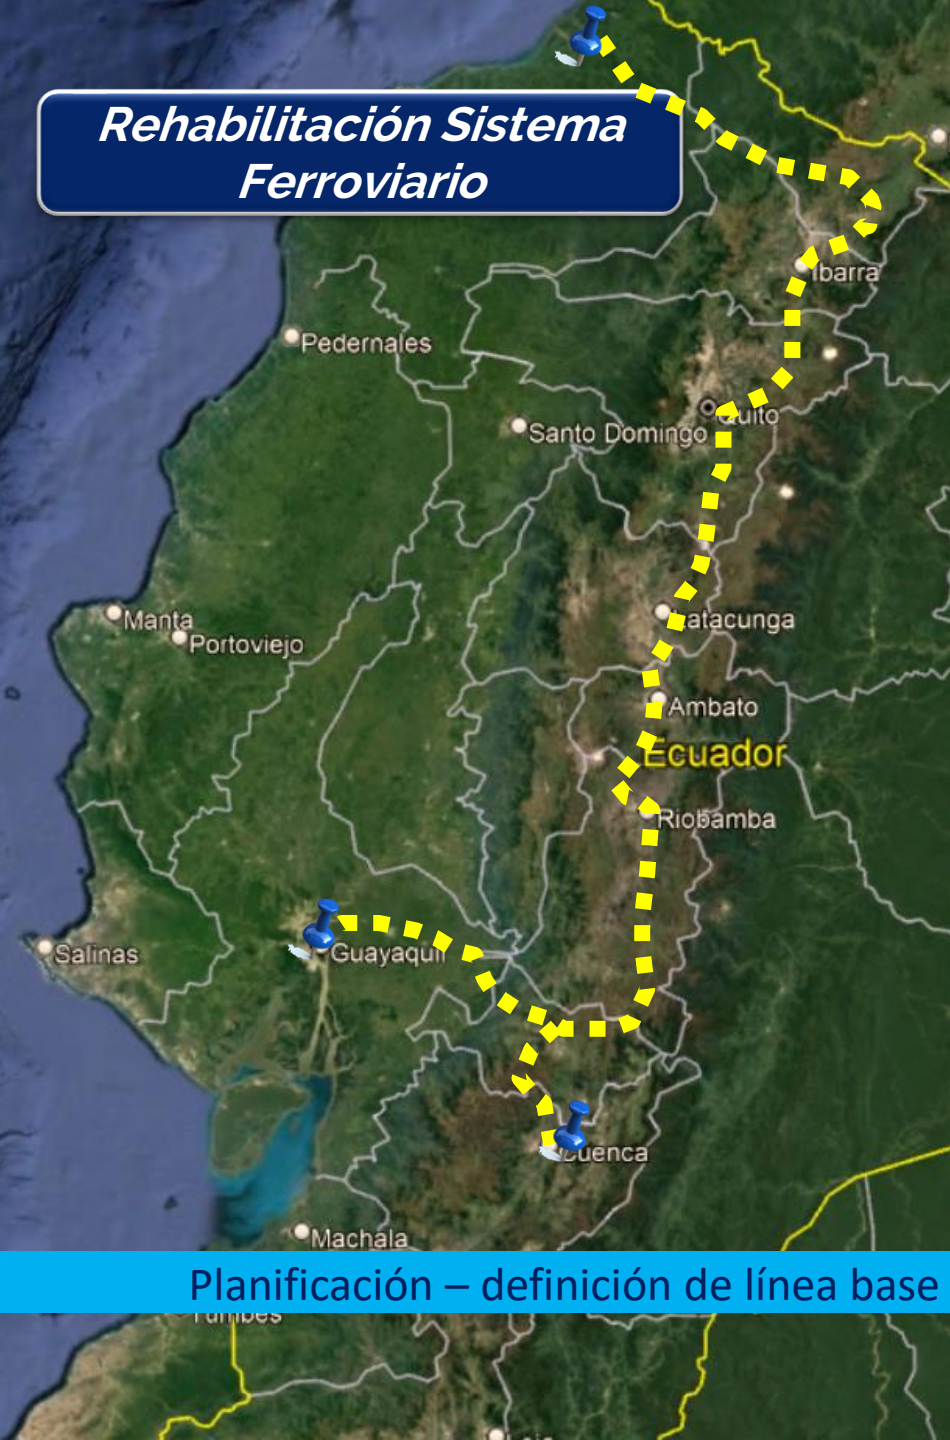 Rehabilitación Sistema
Ferroviario
Ibarra
Pedernales
Quito
Santo Domingo
Latacunga
Manta
Portoviejo
Ambato
Ecuador
Riobamba
Guayaquil
Salinas
Cuenca
Machala
Planificación – definición de línea base
Tumbes